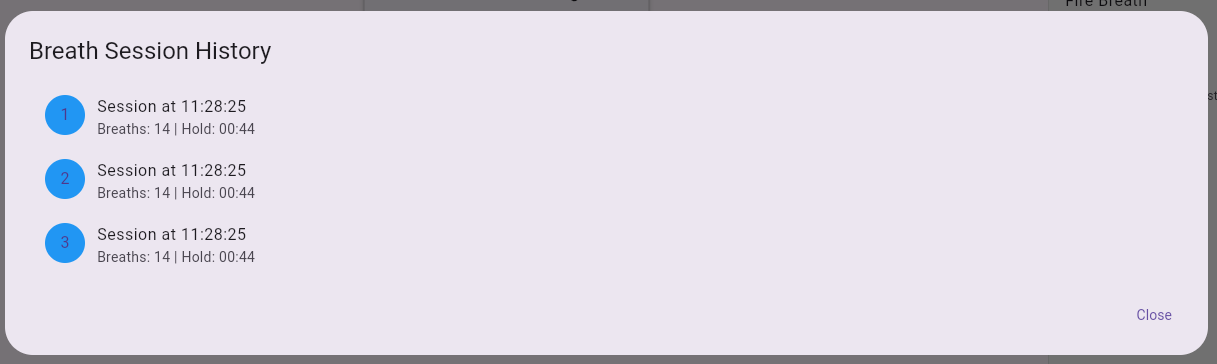 Fire Breath
Breath Session History
1
Session at 11:28:25
Breaths: 14 | Hold: 00:44
2
Session at 11:28:25
Breaths: 14 | Hold: 00:44
3
Session at 11:28:25
Breaths: 14 | Hold: 00:44
Close